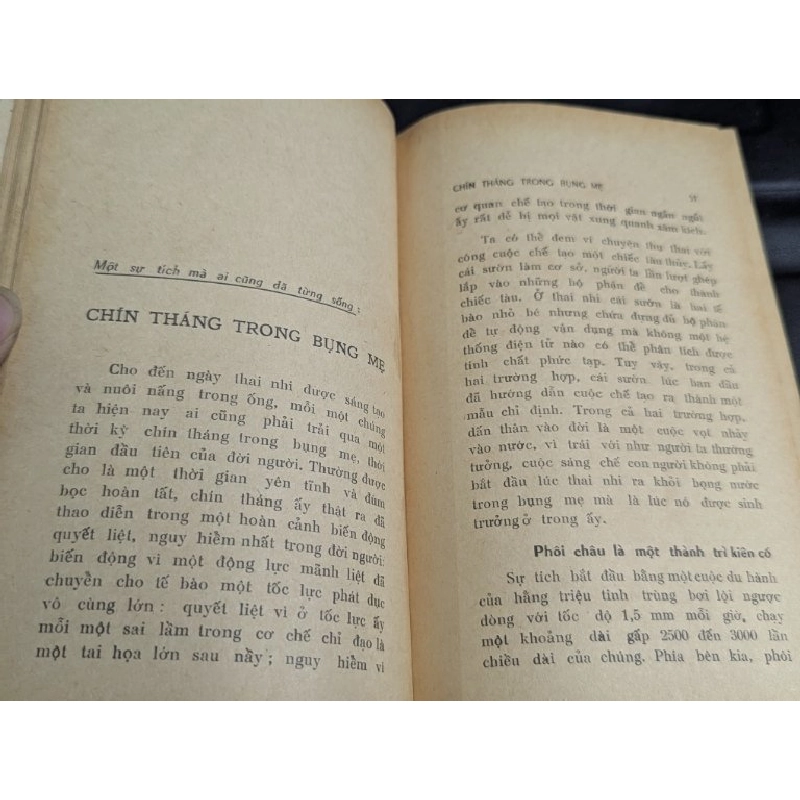 Một sự tích mà ai cũng đã từng sống :
CHÍN THÁNG TRONG BỤNG MẸ
Cho đến ngày thai nhi được sáng tạo
và nuôi nấng trong ống, mỗi một chúng
ta hiện nay ai cũng phải trải qua một
thời kỳ chín tháng trong bụng mẹ, thời
gian đầu tiên của đời người. Thường được
cho là một thời gian yên tĩnh và đùm
bọc hoàn tất, chín tháng ấy thật ra đã
thao diễn trong một hoàn cảnh biến động
quyết liệt, nguy hiểm nhất trong đời người:
biến động vì một động lực mãnh liệt đã
chuyển cho tế bào một tốc lực phát dục
vô cùng lớn : quyết liệt vì ở tốc lực ấy
mỗi một sai lầm trong cơ chế chỉ đạo là
một tai họa lớn sau nầy ; nguy hiểm vì
CHÍN THÁNG TRONG BỤNG MẸ
cơ quan chế tạo trong thời gian ngắn ngủi
ấy rất dễ bị mọi vật xung quanh xâm kích.
Ta có thể đem ví chuyện thụ thai với
công cuộc chế tạo một chiếc tàu thủy. Lấy
cái sườn làm cơ sở, người ta lần lượt ghép
lắp vào những bộ phận để cho thành
chiếc tàu. Ở thai nhi cái sườn là hai tế
bào nhỏ bé nhưng chứa đựng đủ bộ phận
để tự động vận dụng mà không một hệ
thống điện tử nào có thể phân tích được
tính chất phức tạp. Tuy vậy, trong cả
hai trường hợp, cái sườn lúc ban đầu
đã hướng dẫn cuộc chế tạo ra thành một
mẫu chỉ định. Trong cả hai trường hợp,
dấn thân vào đời là một cuộc vọt nhảy
vào nước, vì trái với như người ta thường
tưởng, cuộc sáng chế con người không phải
bắt đầu lúc thai nhi ra khỏi bọng nước
trong bụng mẹ mà là lúc nó được sinh
trưởng ở trong ấy.
Phôi châu là một thành trì kiên cố
Sự tích bắt đầu bằng một cuộc du hành
của hằng triệu tinh trùng bơi lội ngược
dòng với tốc độ 1,5 mm mỗi giờ, chạy
một khoảng dài gấp 2500 đến 3000 lần
chiều dài của chúng. Phía bên kia, phôi